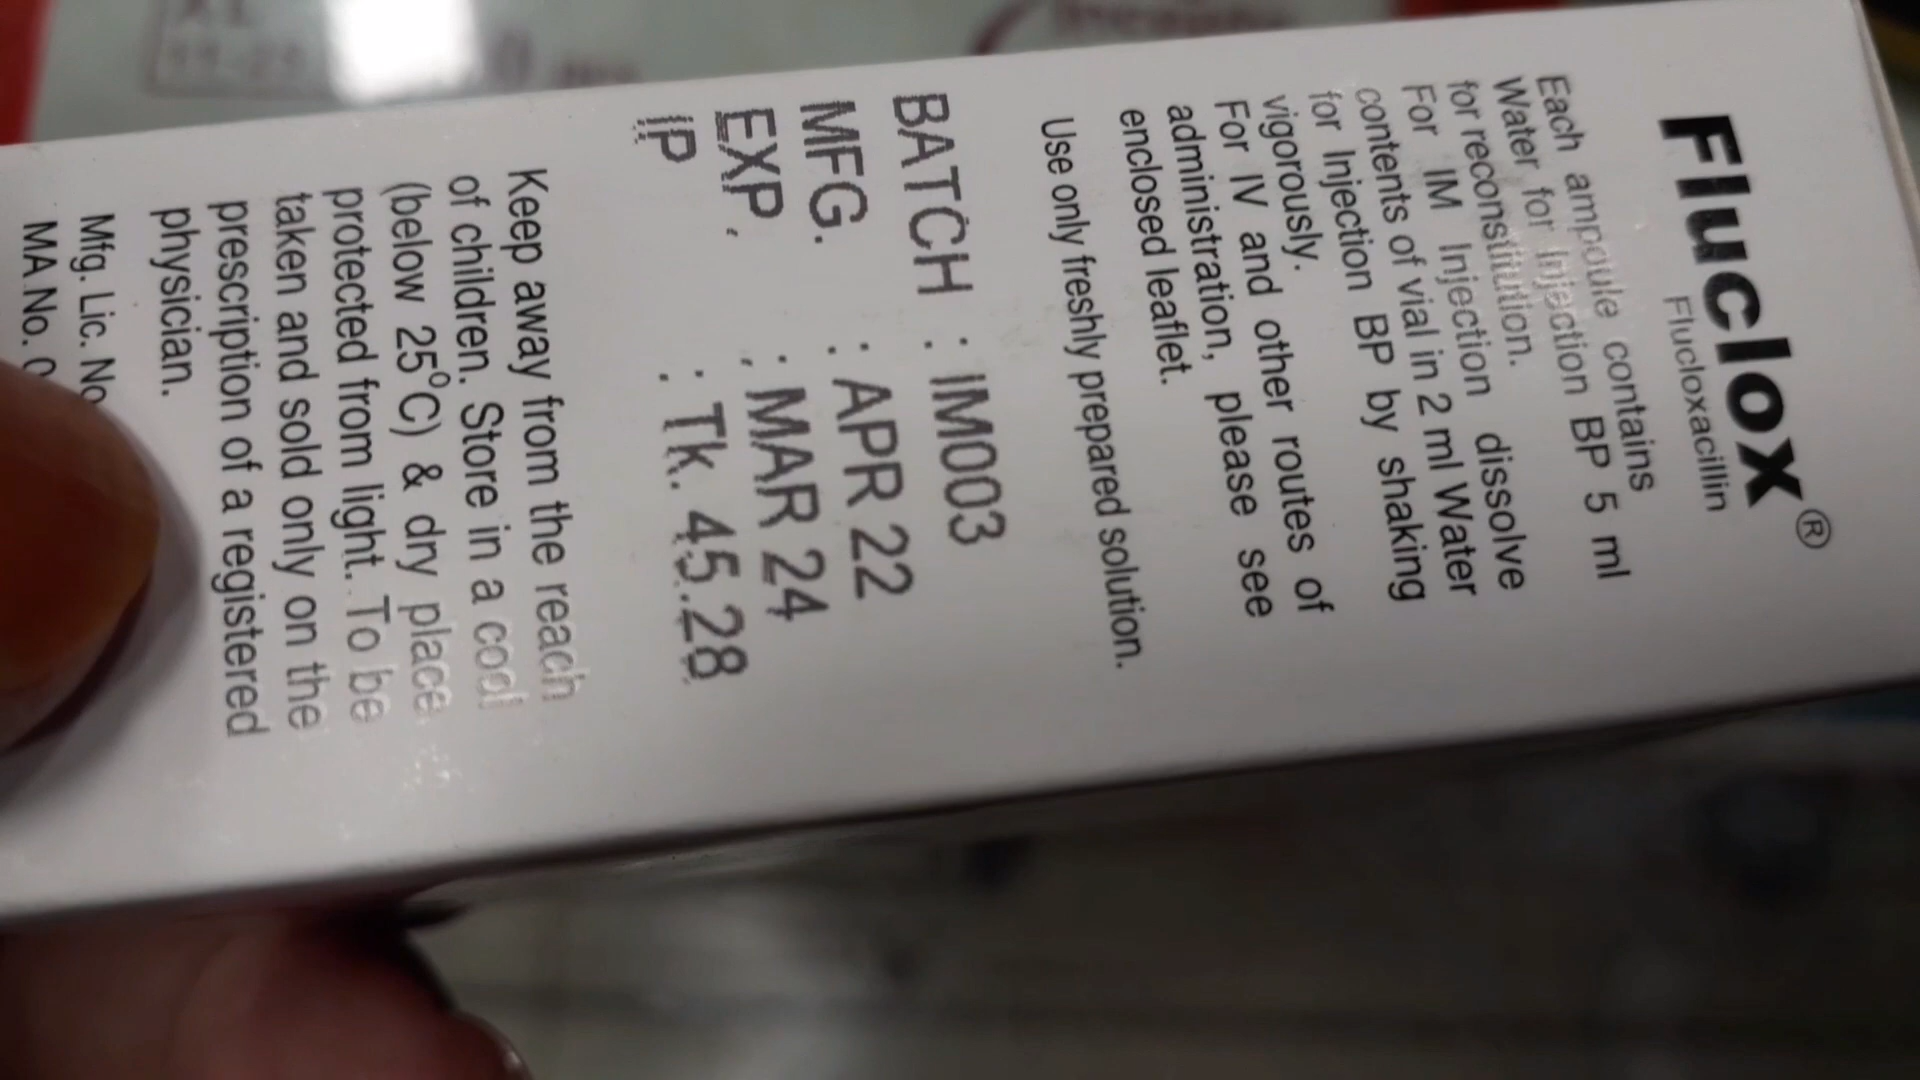 Fluclox®
Flucloxacillin
Each ampoule contains
Water for Injection BP 5 ml
for reconstitution.
For IM Injection dissolve
contents of vial in 2 ml Water
for Injection BP by shaking
vigorously.
For IV and other routes of
administration, please see
enclosed leaflet.
Use only freshly prepared solution.
BATCH : IM003
MFG. : APR 22
EXP. : MAR 24
IP : Tk. 45.28
Keep away from the reach
of children. Store in a cool
(below 25°C) & dry place
protected from light. To be
taken and sold only on the
prescription of a registered
physician.
Mfg. Lic. No
MA No.